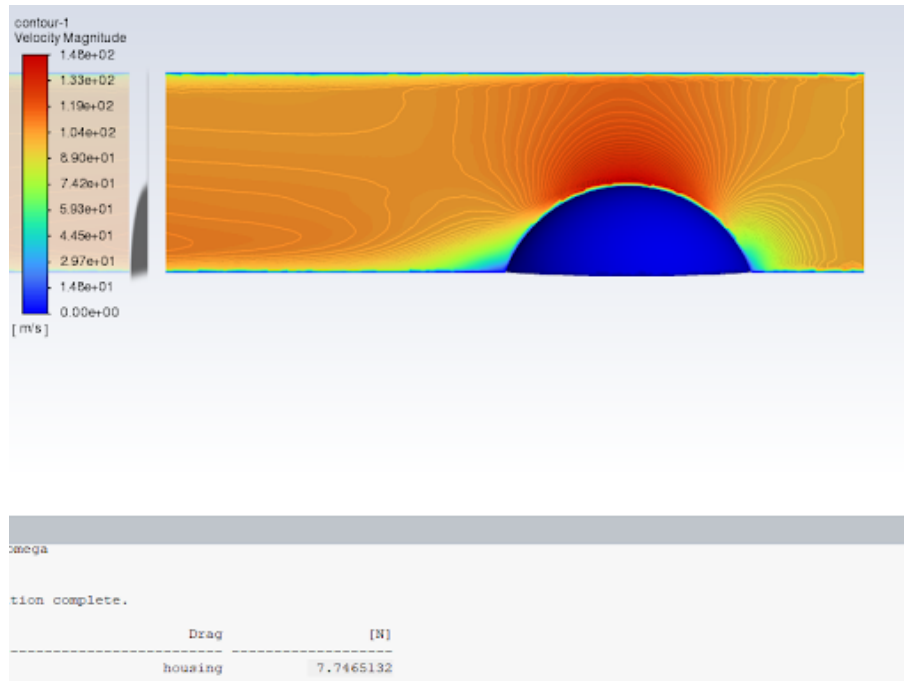 contour-1
Velocity Magnitude
1.48e+02
1.33e+02
1.19e+02
1.04e+02
8.90e+01
7.42e+01
5.93e+01
4.45e+01
2.97e+01
1.48e+01
0.00e+00
[ m/s ]
omega
tion complete.
Drag [N]
------------------------- -------------------
housing 7.7465132